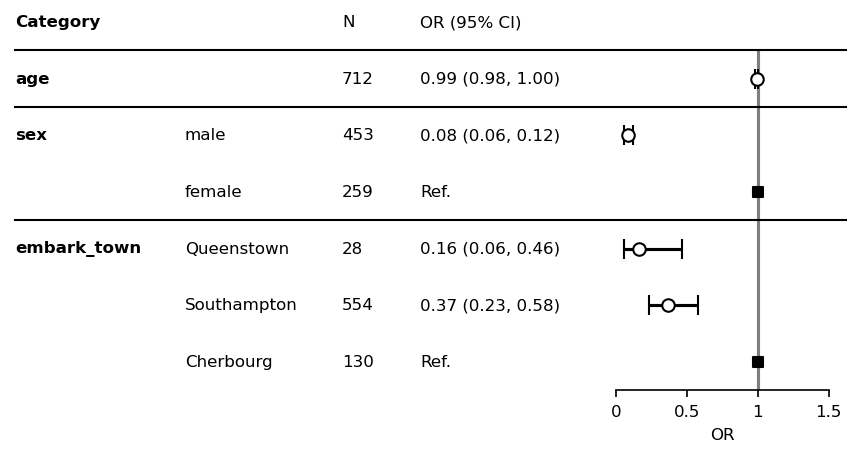 Category N OR (95% CI)
age 712 0.99 (0.98, 1.00)
sex male 453 0.08 (0.06, 0.12)
female 259 Ref.
embark_town Queenstown 28 0.16 (0.06, 0.46)
Southampton 554 0.37 (0.23, 0.58)
Cherbourg 130 Ref.
0 0.5 1 1.5
OR